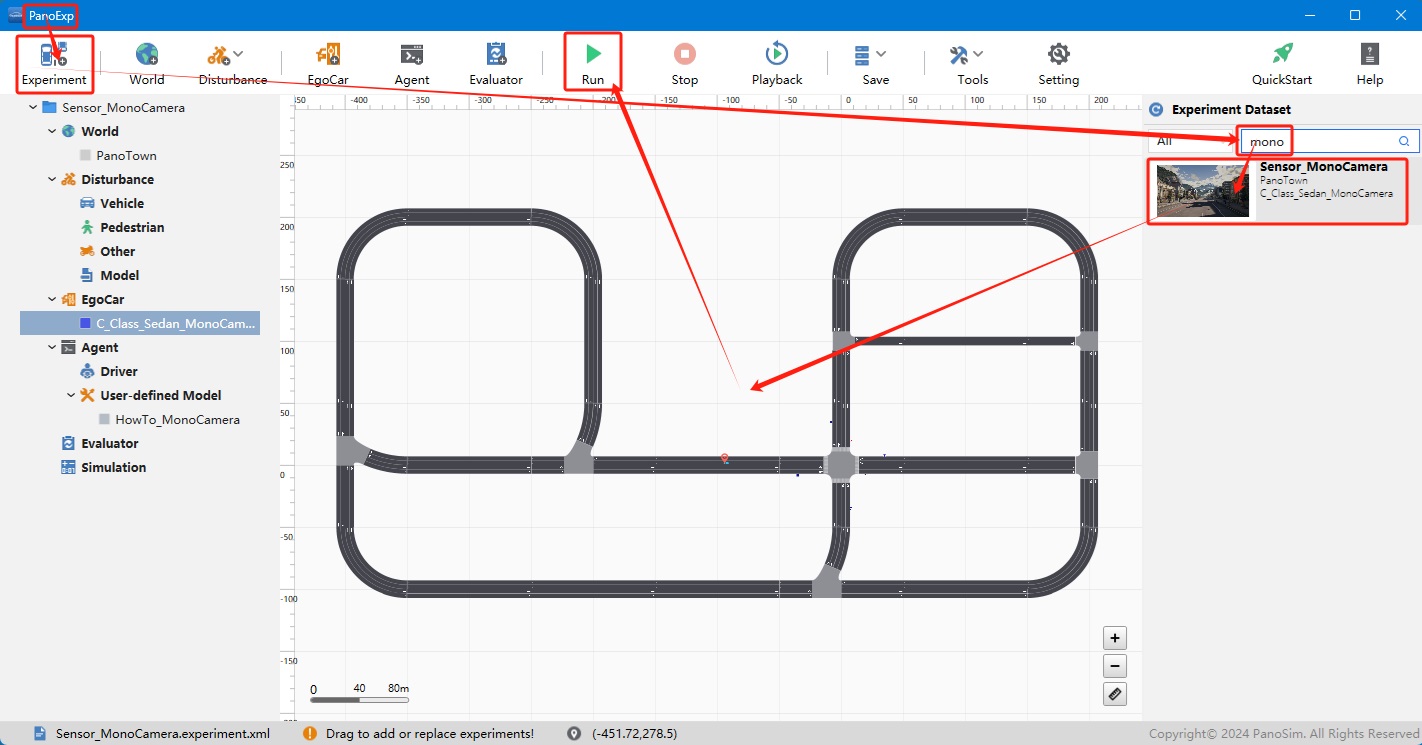 PanoExp
Experiment World Disturbance EgoCar Agent Evaluator Run Stop Playback Save Tools Setting QuickStart Help
Sensor_MonoCamera
World
PanoTown
Disturbance
Vehicle
Pedestrian
Other
Model
EgoCar
C_Class_Sedan_MonoCam...
Agent
Driver
User-defined Model
HowTo_MonoCamera
Evaluator
Simulation
-400 -350 -300 -250 -200 -150 -100 -50 0 50 100 150 200
250
200
150
100
50
0
-50
-100
-150
0 40 80m
+
−
Experiment Dataset
All
mono
Sensor_MonoCamera
PanoTown
C_Class_Sedan_MonoCamera
Sensor_MonoCamera.experiment.xml
Drag to add or replace experiments!
(-451.72,278.5)
Copyright© 2024 PanoSim. All Rights Reserved